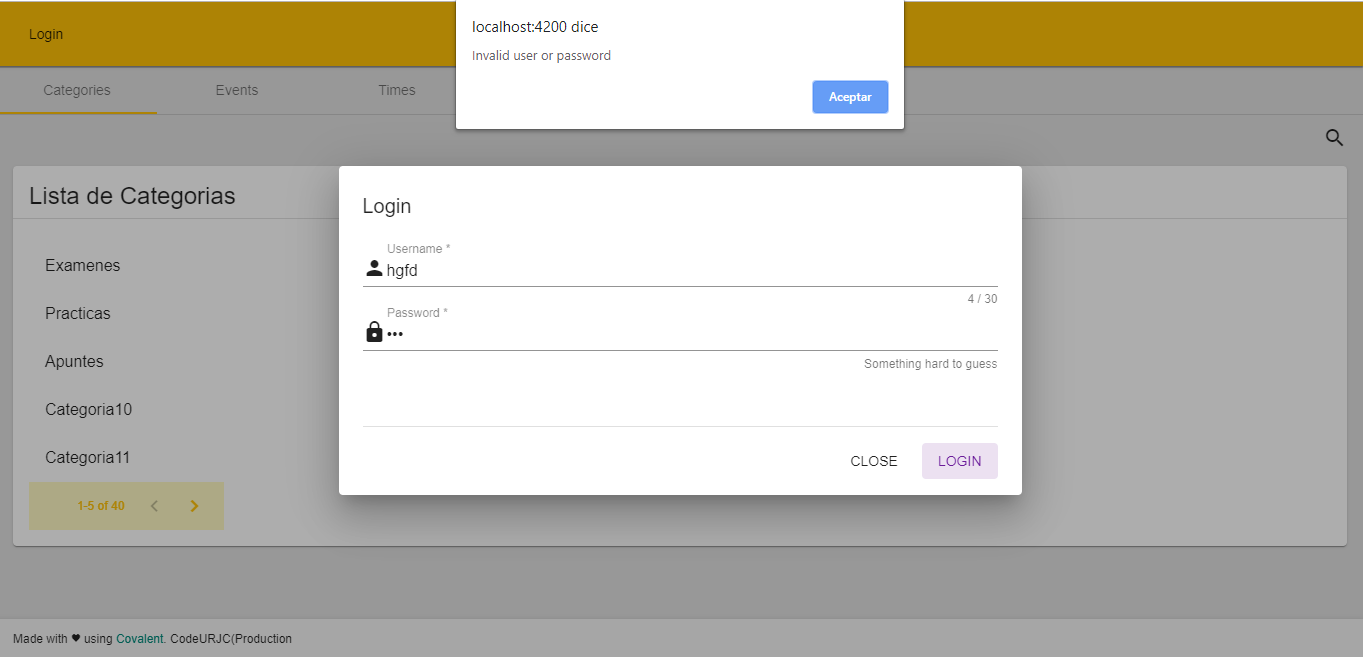 localhost:4200 dice
Invalid user or password
Aceptar
Login
Categories
Events
Times
Lista de Categorias
Examenes
Practicas
Apuntes
Categoria10
Categoria11
1-5 of 40
Login
Username *
hgfd
4 / 30
Password *
•••
Something hard to guess
CLOSE
LOGIN
Made with ♥ using Covalent. CodeURJC(Production